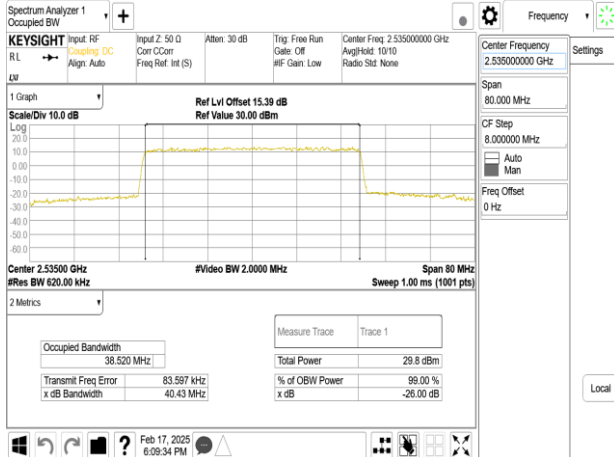 Spectrum Analyzer 1
Occupied BW
+
Frequency
KEYSIGHT
RL
Input: RF
Coupling: DC
Align: Auto
Input Z: 50 Ω
Corr CCorr
Freq Ref: Int (S)
Atten: 30 dB
Trig: Free Run
Gate: Off
#IF Gain: Low
Center Freq: 2.535000000 GHz
Avg|Hold: 10/10
Radio Std: None
Center Frequency
2.535000000 GHz
Settings
Span
80.000 MHz
CF Step
8.000000 MHz
Auto
Man
Freq Offset
0 Hz
Local
1 Graph
Scale/Div 10.0 dB
Ref Lvl Offset 15.39 dB
Ref Value 30.00 dBm
Log
20.0
10.0
0.00
-10.0
-20.0
-30.0
-40.0
-50.0
-60.0
Center 2.53500 GHz
#Video BW 2.0000 MHz
Span 80 MHz
#Res BW 620.00 kHz
Sweep 1.00 ms (1001 pts)
2 Metrics
Measure Trace
Trace 1
Occupied Bandwidth
38.520 MHz
Total Power
29.8 dBm
Transmit Freq Error
83.597 kHz
% of OBW Power
99.00 %
x dB Bandwidth
40.43 MHz
x dB
-26.00 dB
?
Feb 17, 2025
6:09:34 PM